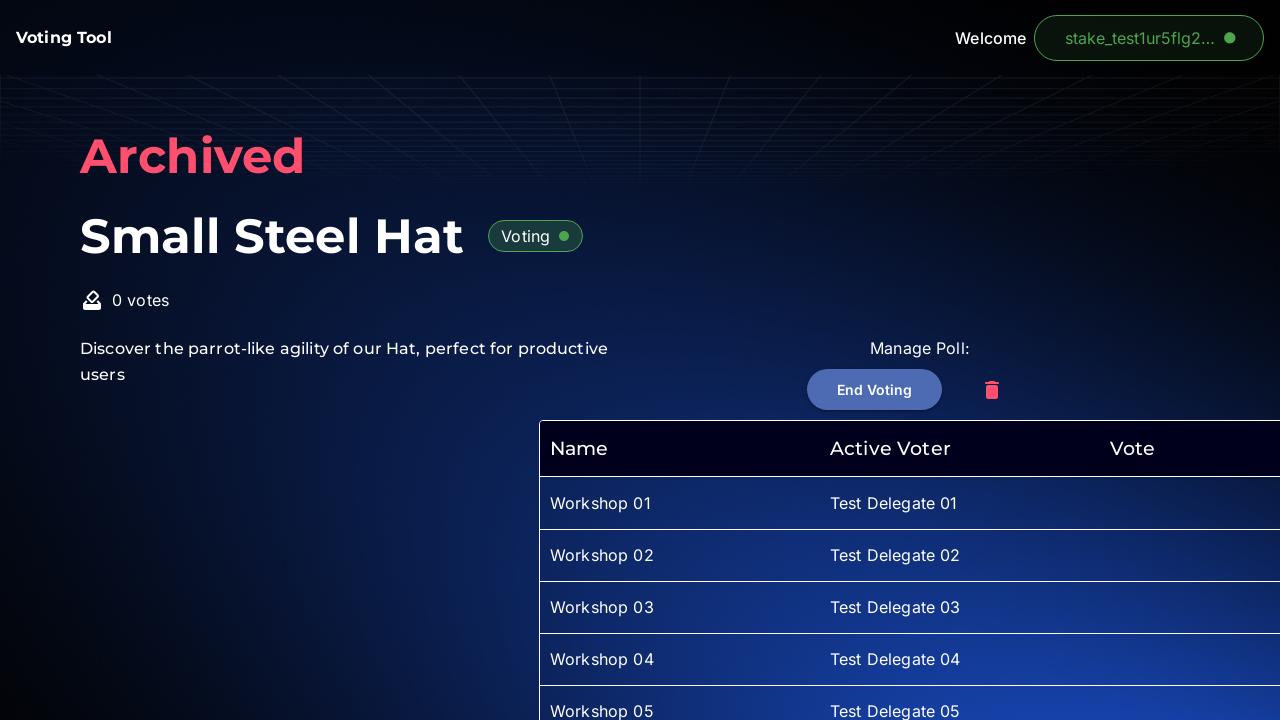 Voting Tool
Welcome stake_test1ur5flg2...
Archived
Small Steel Hat Voting
0 votes
Discover the parrot-like agility of our Hat, perfect for productive
users
Manage Poll:
End Voting
Name Active Voter Vote
Workshop 01 Test Delegate 01
Workshop 02 Test Delegate 02
Workshop 03 Test Delegate 03
Workshop 04 Test Delegate 04
Workshop 05 Test Delegate 05